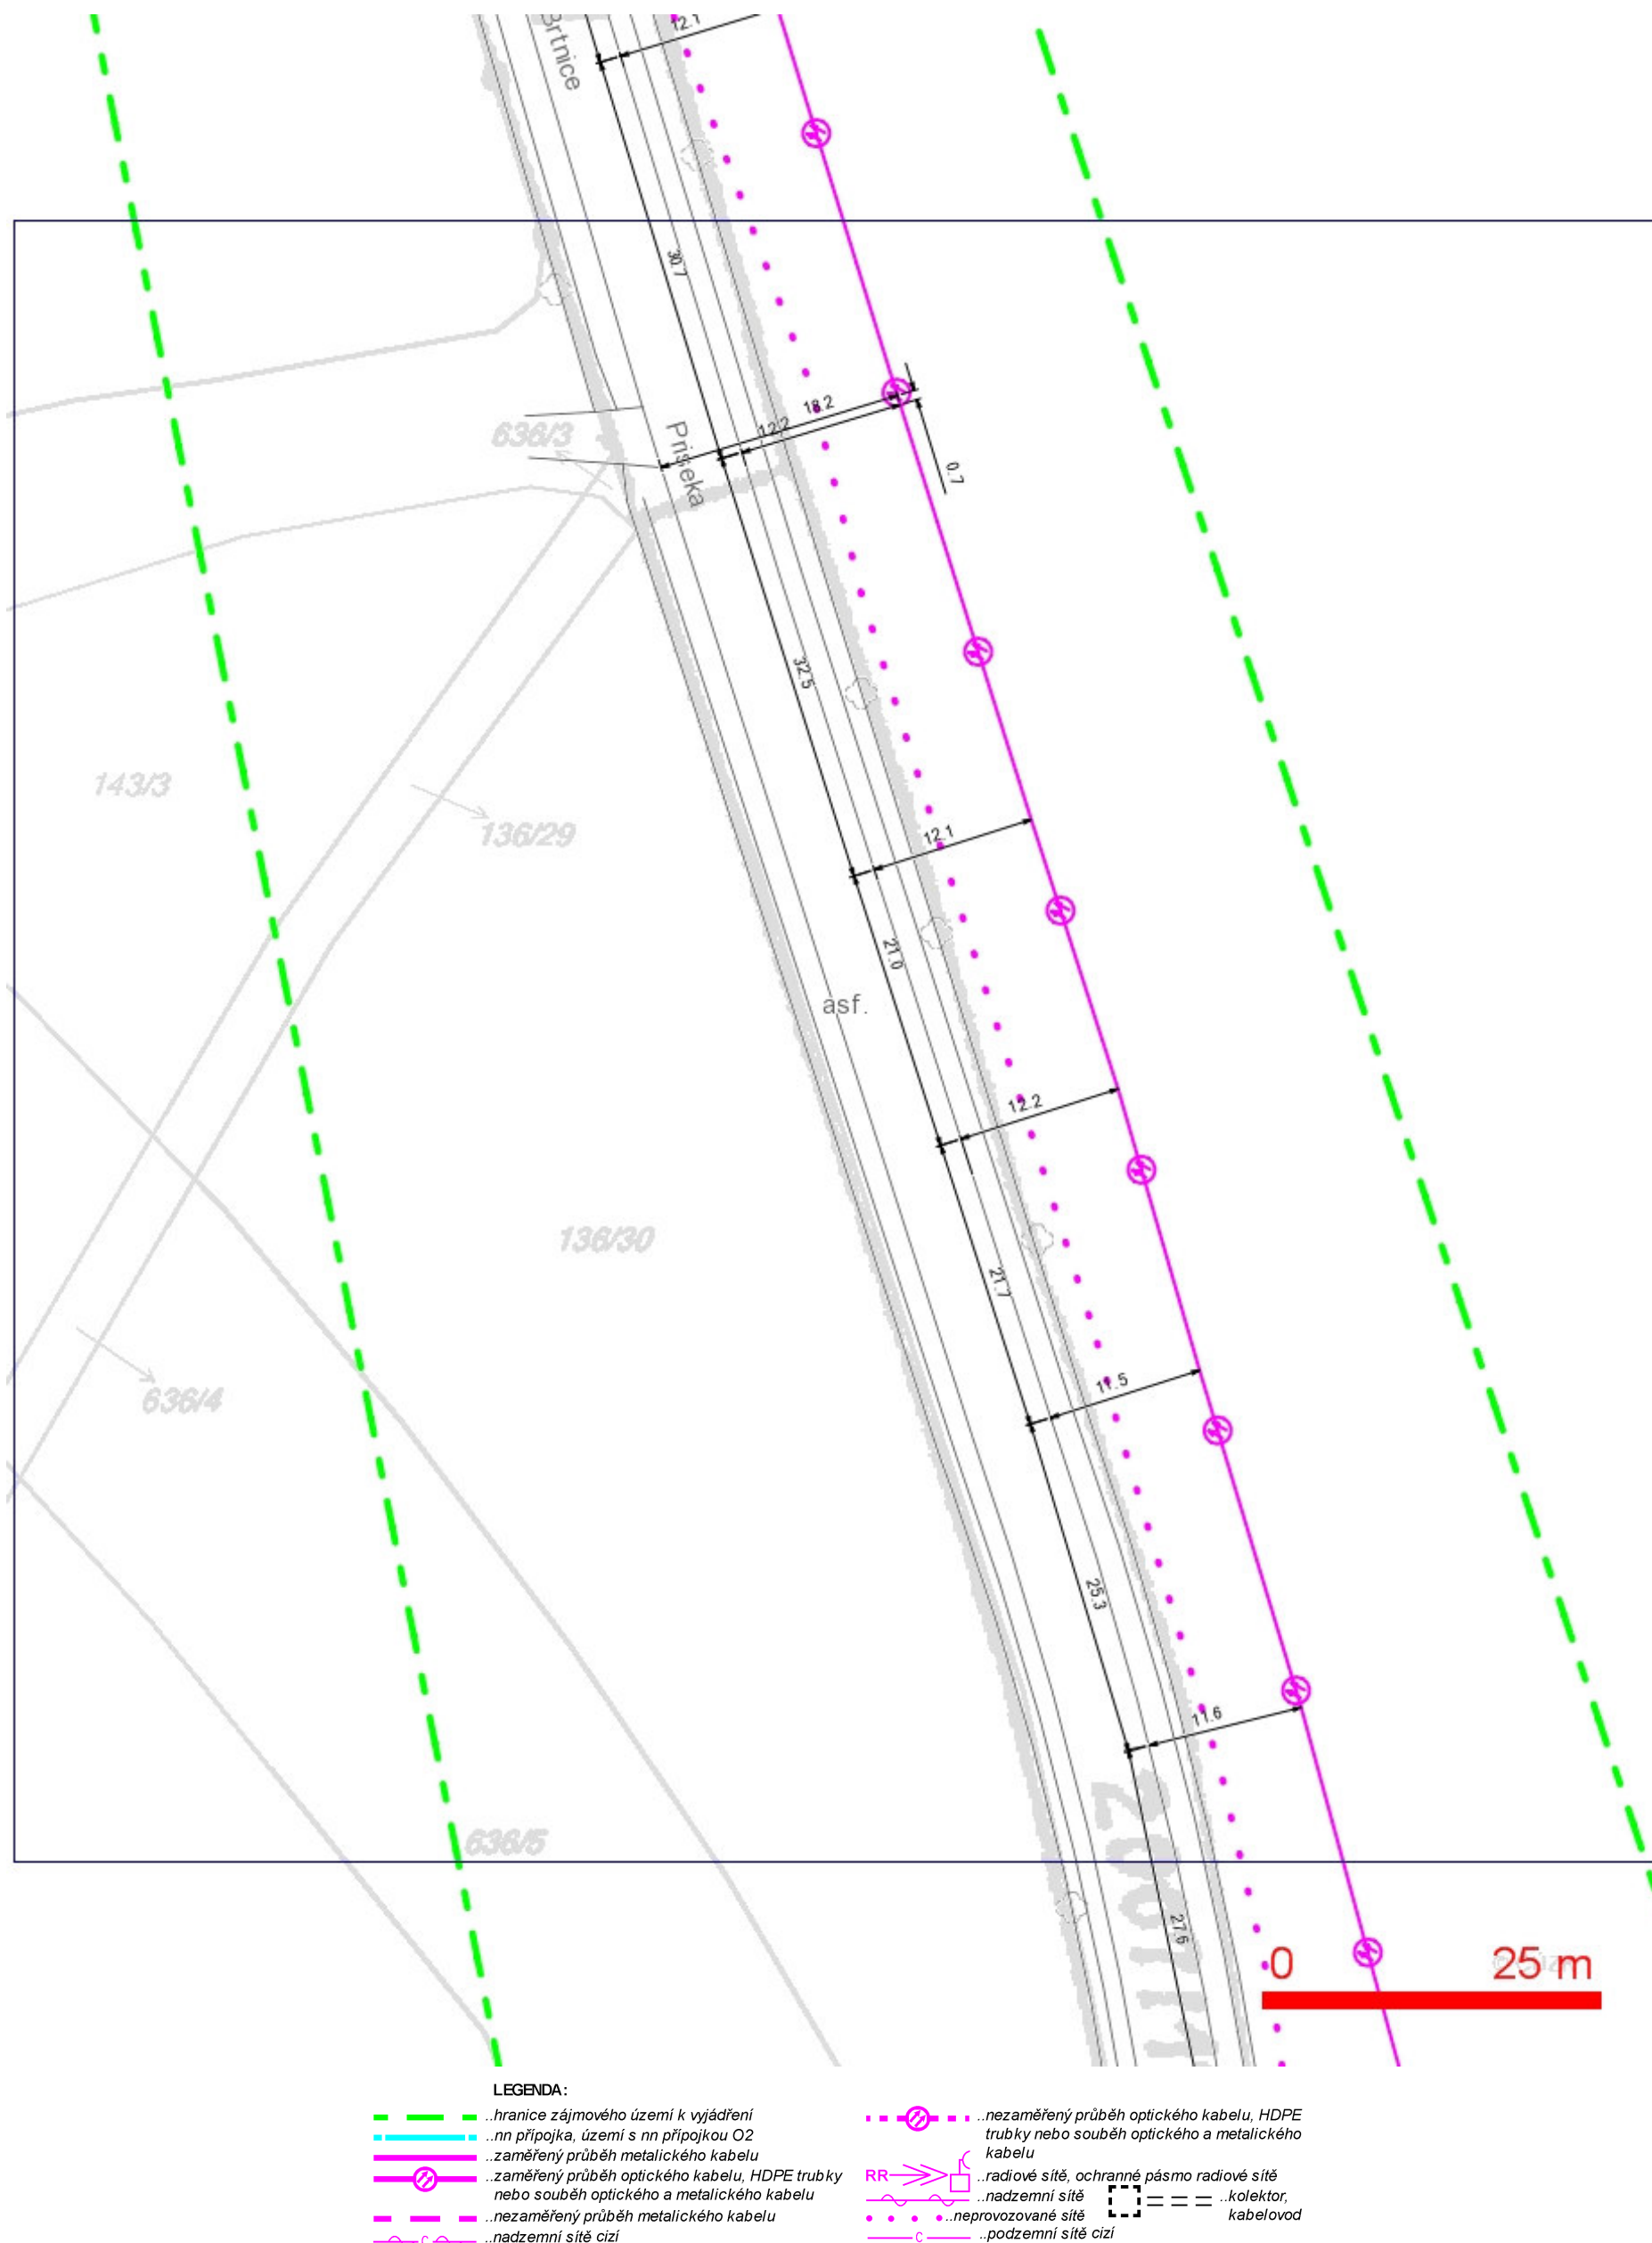 12.1
Brtnice
30.7
18.2
12.2
636/3
Příseka
0.7
32.5
143/3
136/29
12.1
21.0
asf.
12.2
136/30
21.7
636/4
11.5
25.3
11.6
636/5
27.6
0 25 m
LEGENDA:
..hranice zájmového území k vyjádření
..nn přípojka, území s nn přípojkou O2
..zaměřený průběh metalického kabelu
..zaměřený průběh optického kabelu, HDPE trubky
nebo souběh optického a metalického kabelu
..nezaměřený průběh metalického kabelu
C ..nadzemní sítě cizí
..nezaměřený průběh optického kabelu, HDPE
trubky nebo souběh optického a metalického
kabelu
RR ..radiové sítě, ochranné pásmo radiové sítě
..nadzemní sítě
..kolektor,
kabelovod
..neprovozované sítě
C ..podzemní sítě cizí